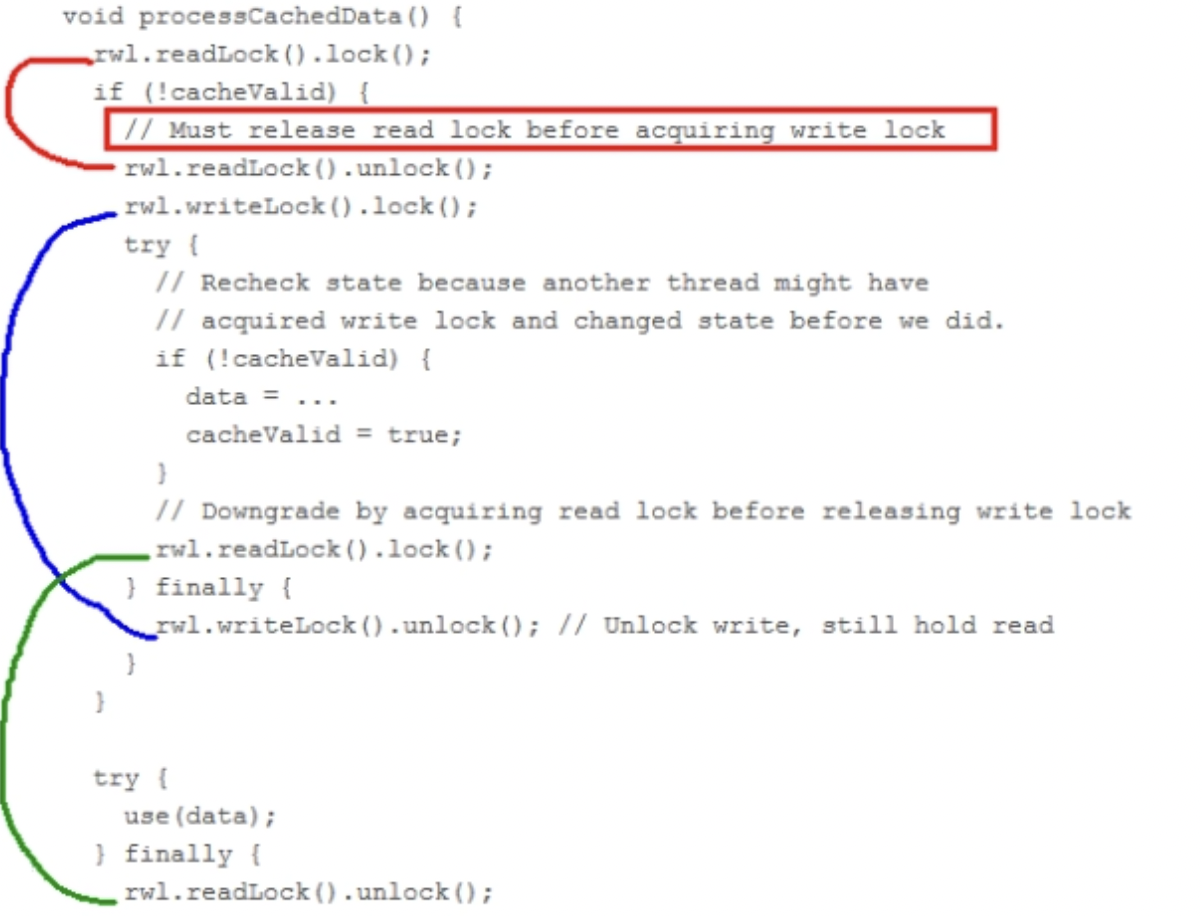 void processCachedData() {
rwl.readLock().lock();
if (!cacheValid) {
// Must release read lock before acquiring write lock
rwl.readLock().unlock();
rwl.writeLock().lock();
try {
// Recheck state because another thread might have
// acquired write lock and changed state before we did.
if (!cacheValid) {
data = ...
cacheValid = true;
}
// Downgrade by acquiring read lock before releasing write lock
rwl.readLock().lock();
} finally {
rwl.writeLock().unlock(); // Unlock write, still hold read
}
}
try {
use(data);
} finally {
rwl.readLock().unlock();